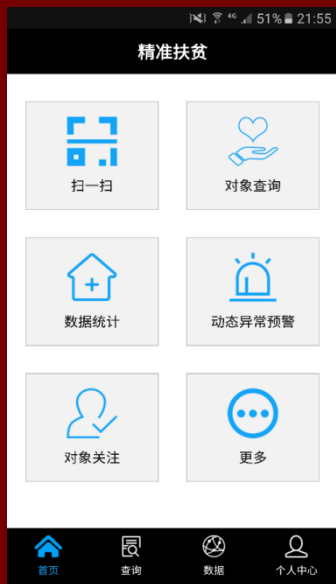 4G 51% 21:55
精准扶贫
扫一扫 对象查询
数据统计 动态异常预警
对象关注 更多
首页 查询 数据 个人中心